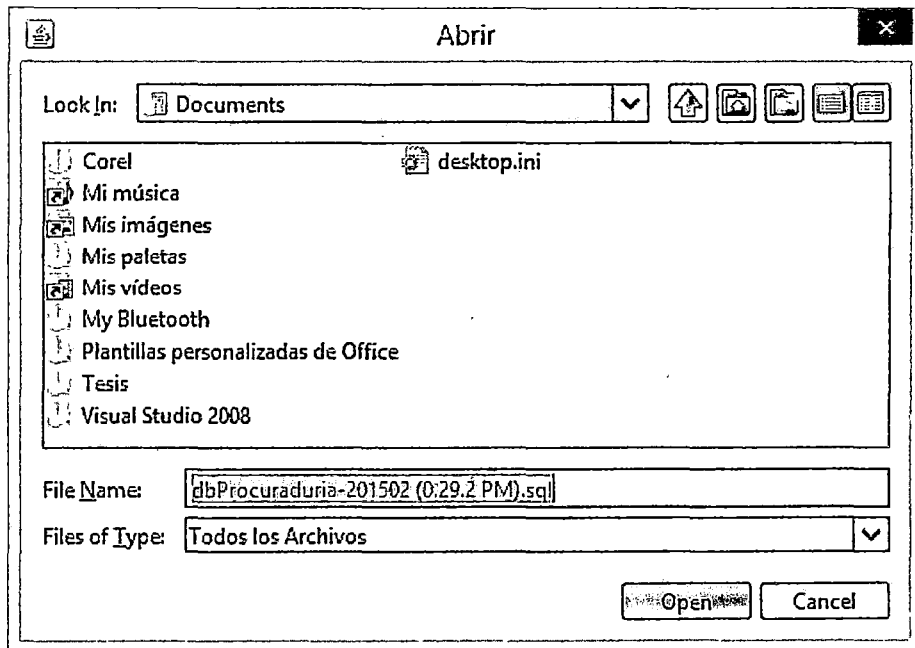 Abrir
Look In: Documents
Corel
Mi música
Mis imágenes
Mis paletas
Mis vídeos
My Bluetooth
Plantillas personalizadas de Office
Tesis
Visual Studio 2008
desktop.ini
File Name: dbProcuraduria-201502 (0.29.2 PM).sql
Files of Type: Todos los Archivos
Open Cancel